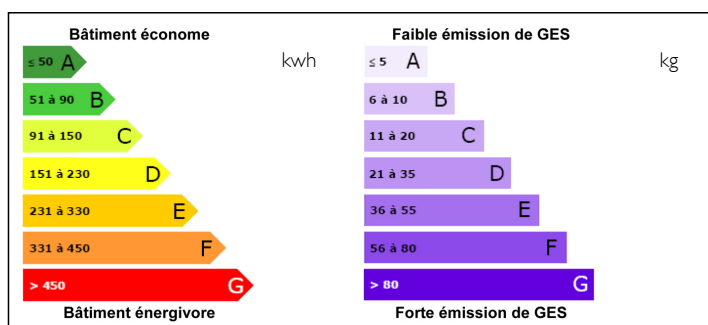 Bâtiment économe
kwh
≤ 50 A
51 à 90 B
91 à 150 C
151 à 230 D
231 à 330 E
331 à 450 F
> 450 G
Bâtiment énergivore
Faible émission de GES
kg
≤ 5 A
6 à 10 B
11 à 20 C
21 à 35 D
36 à 55 E
56 à 80 F
> 80 G
Forte émission de GES